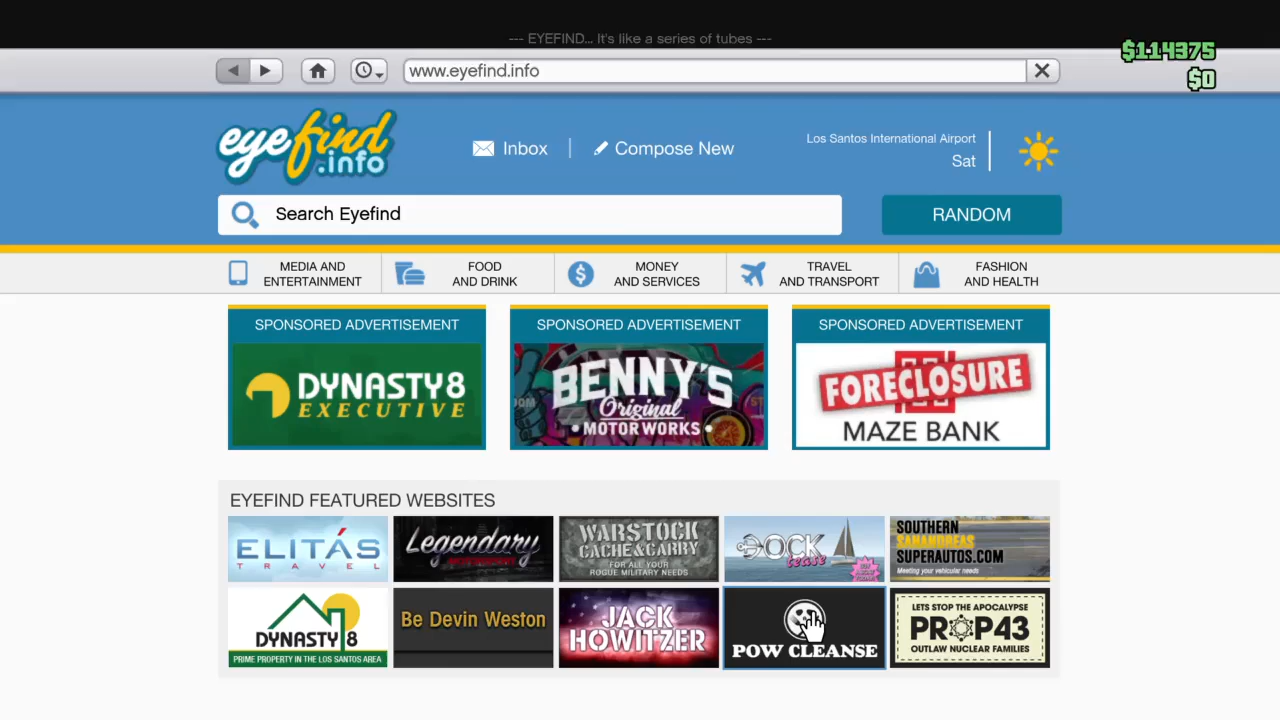 --- EYEFIND... It's like a series of tubes ---
$114375
www.eyefind.info
$0
eyefind
.info
Inbox
Compose New
Los Santos International Airport
Sat
Search Eyefind
RANDOM
MEDIA AND
ENTERTAINMENT
FOOD
AND DRINK
MONEY
AND SERVICES
TRAVEL
AND TRANSPORT
FASHION
AND HEALTH
SPONSORED ADVERTISEMENT
DYNASTY 8
EXECUTIVE
SPONSORED ADVERTISEMENT
BENNY'S
Original
MOTOR WORKS
SPONSORED ADVERTISEMENT
FORECLOSURE
MAZE BANK
EYEFIND FEATURED WEBSITES
ELITÁS
TRAVEL
Legendary
WARSTOCK
CACHE & CARRY
FOR ALL YOUR
ROGUE MILITARY NEEDS
DOCK
tease
SOUTHERN
SANANDREAS
SUPERAUTOS.COM
Meeting your vehicular needs
DYNASTY 8
PRIME PROPERTY IN THE LOS SANTOS AREA
Be Devin Weston
JACK
HOWITZER
POW CLEANSE
LETS STOP THE APOCALYPSE
PROP43
OUTLAW NUCLEAR FAMILIES